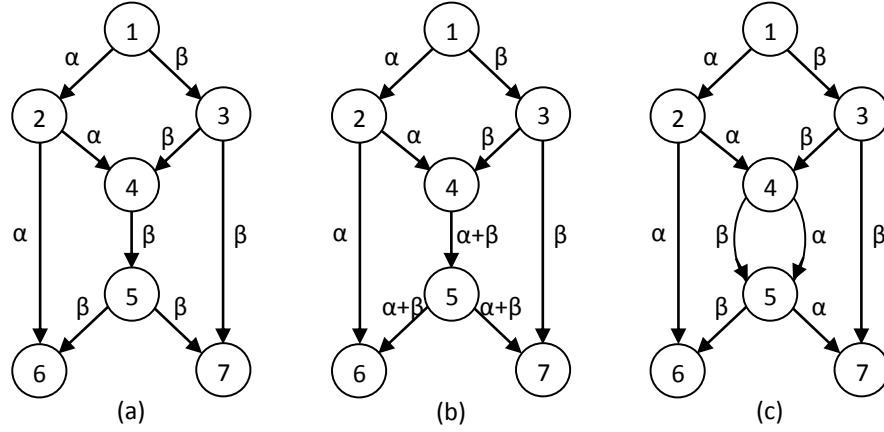 1 1 1
α β α β α β
2 3 2 3 2 3
α β α β α β
4 4 4
α β β α β α+β β α β α β
5 5 5
β β α+β α+β β α
6 7 6 7 6 7
(a) (b) (c)